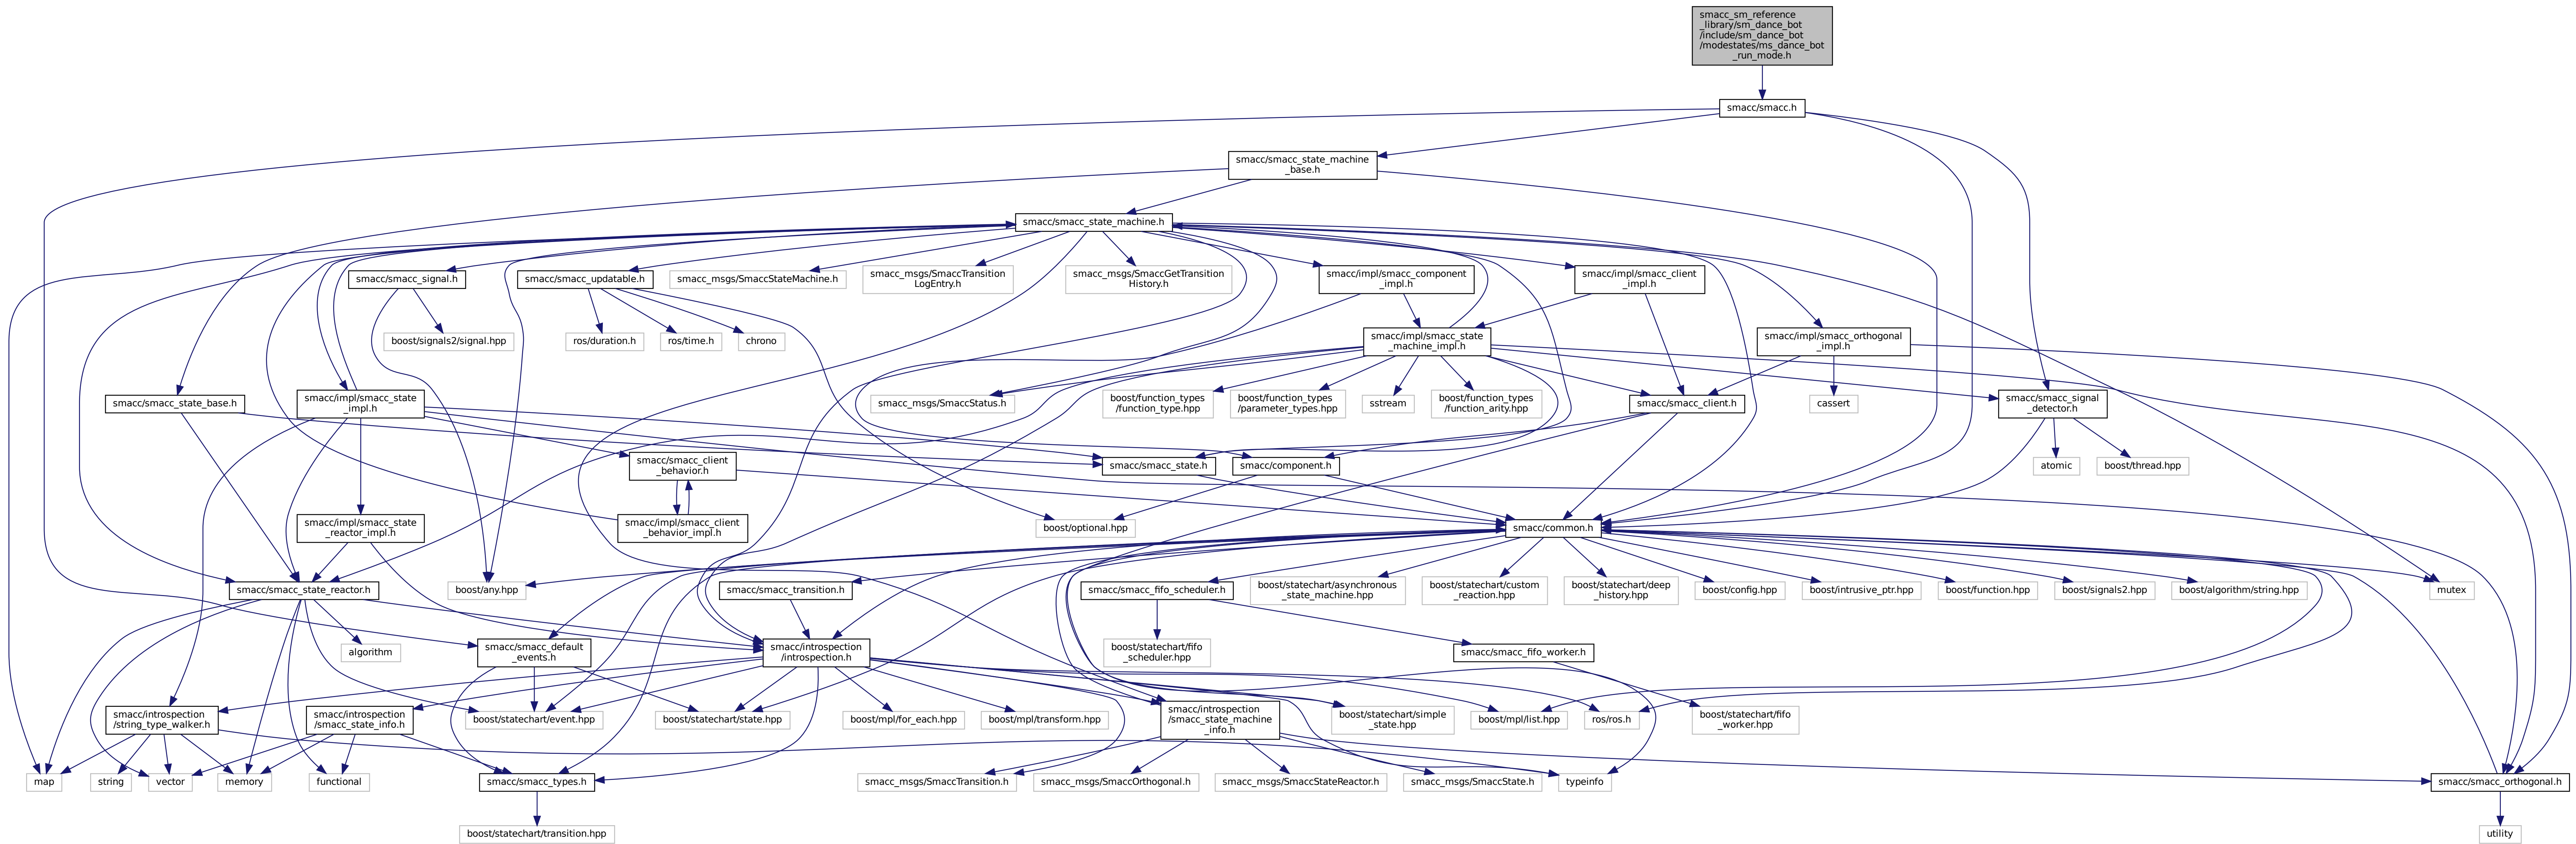 smacc_sm_reference
_library/sm_dance_bot
/include/sm_dance_bot
/modestates/ms_dance_bot
_run_mode.h
smacc/smacc.h
smacc/smacc_state_machine
_base.h
smacc/smacc_state_machine.h
smacc/smacc_signal.h
smacc/smacc_updatable.h
smacc_msgs/SmaccStateMachine.h
smacc_msgs/SmaccTransition
LogEntry.h
smacc_msgs/SmaccGetTransition
History.h
smacc/impl/smacc_component
_impl.h
smacc/impl/smacc_client
_impl.h
boost/signals2/signal.hpp
ros/duration.h
ros/time.h
chrono
smacc/impl/smacc_state
_machine_impl.h
smacc/impl/smacc_orthogonal
_impl.h
smacc/smacc_state_base.h
smacc/impl/smacc_state
_impl.h
smacc_msgs/SmaccStatus.h
boost/function_types
/function_type.hpp
boost/function_types
/parameter_types.hpp
sstream
boost/function_types
/function_arity.hpp
smacc/smacc_client.h
cassert
smacc/smacc_signal
_detector.h
smacc/smacc_client
_behavior.h
smacc/smacc_state.h
smacc/component.h
atomic
boost/thread.hpp
smacc/impl/smacc_state
_reactor_impl.h
smacc/impl/smacc_client
_behavior_impl.h
boost/optional.hpp
smacc/common.h
smacc/smacc_state_reactor.h
boost/any.hpp
smacc/smacc_transition.h
smacc/smacc_fifo_scheduler.h
boost/statechart/asynchronous
_state_machine.hpp
boost/statechart/custom
_reaction.hpp
boost/statechart/deep
_history.hpp
boost/config.hpp
boost/intrusive_ptr.hpp
boost/function.hpp
boost/signals2.hpp
boost/algorithm/string.hpp
mutex
algorithm
smacc/smacc_default
_events.h
smacc/introspection
/introspection.h
boost/statechart/fifo
_scheduler.hpp
smacc/smacc_fifo_worker.h
smacc/introspection
/string_type_walker.h
smacc/introspection
/smacc_state_info.h
boost/statechart/event.hpp
boost/statechart/state.hpp
boost/mpl/for_each.hpp
boost/mpl/transform.hpp
smacc/introspection
/smacc_state_machine
_info.h
boost/statechart/simple
_state.hpp
boost/mpl/list.hpp
ros/ros.h
boost/statechart/fifo
_worker.hpp
map
string
vector
memory
functional
smacc/smacc_types.h
smacc_msgs/SmaccTransition.h
smacc_msgs/SmaccOrthogonal.h
smacc_msgs/SmaccStateReactor.h
smacc_msgs/SmaccState.h
typeinfo
smacc/smacc_orthogonal.h
boost/statechart/transition.hpp
utility